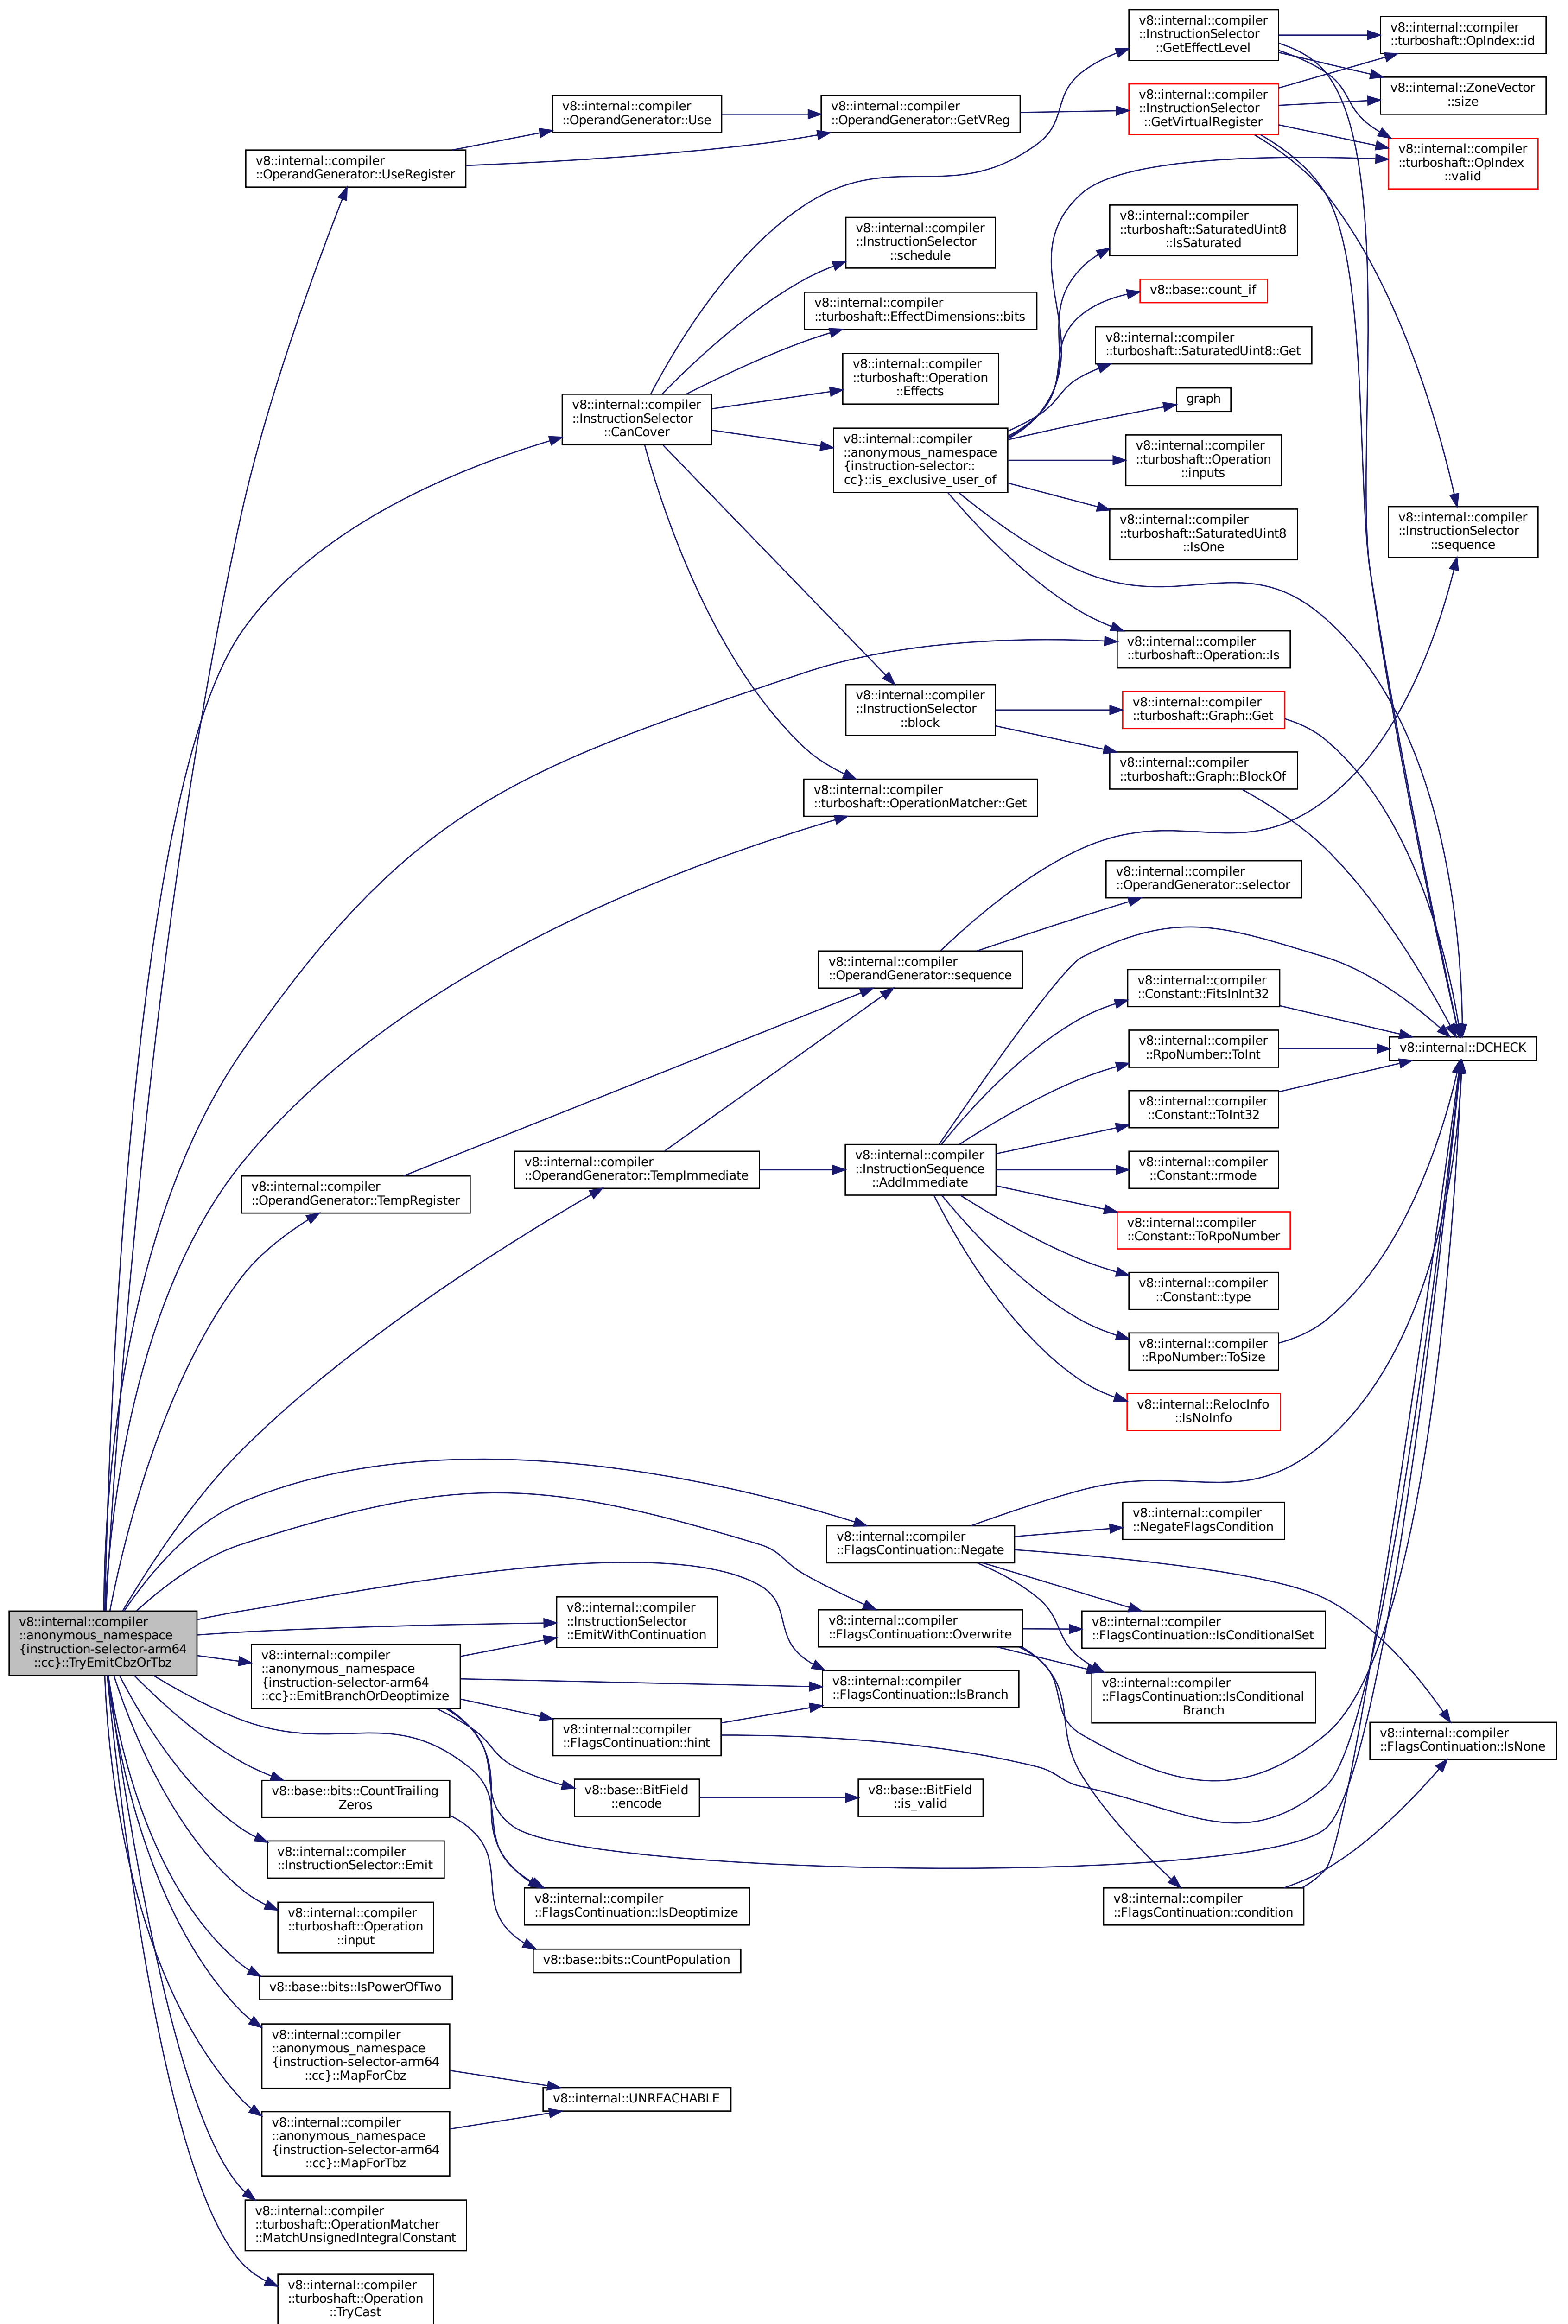 v8::internal::compiler
::InstructionSelector
::GetEffectLevel
v8::internal::compiler
::turboshaft::OpIndex::id
v8::internal::ZoneVector
::size
v8::internal::compiler
::InstructionSelector
::GetVirtualRegister
v8::internal::compiler
::OperandGenerator::Use
v8::internal::compiler
::OperandGenerator::GetVReg
v8::internal::compiler
::OperandGenerator::UseRegister
v8::internal::compiler
::turboshaft::OpIndex
::valid
v8::internal::compiler
::turboshaft::SaturatedUint8
::IsSaturated
v8::internal::compiler
::InstructionSelector
::schedule
v8::base::count_if
v8::internal::compiler
::turboshaft::EffectDimensions::bits
v8::internal::compiler
::turboshaft::SaturatedUint8::Get
v8::internal::compiler
::turboshaft::Operation
::Effects
graph
v8::internal::compiler
::InstructionSelector
::CanCover
v8::internal::compiler
::anonymous_namespace
{instruction-selector::
cc}::is_exclusive_user_of
v8::internal::compiler
::turboshaft::Operation
::inputs
v8::internal::compiler
::turboshaft::SaturatedUint8
::IsOne
v8::internal::compiler
::InstructionSelector
::sequence
v8::internal::compiler
::turboshaft::Operation::Is
v8::internal::compiler
::InstructionSelector
::block
v8::internal::compiler
::turboshaft::Graph::Get
v8::internal::compiler
::turboshaft::Graph::BlockOf
v8::internal::compiler
::turboshaft::OperationMatcher::Get
v8::internal::compiler
::OperandGenerator::selector
v8::internal::compiler
::OperandGenerator::sequence
v8::internal::compiler
::Constant::FitsInInt32
v8::internal::compiler
::RpoNumber::ToInt
v8::internal::DCHECK
v8::internal::compiler
::Constant::ToInt32
v8::internal::compiler
::OperandGenerator::TempRegister
v8::internal::compiler
::OperandGenerator::TempImmediate
v8::internal::compiler
::InstructionSequence
::AddImmediate
v8::internal::compiler
::Constant::rmode
v8::internal::compiler
::Constant::ToRpoNumber
v8::internal::compiler
::Constant::type
v8::internal::compiler
::RpoNumber::ToSize
v8::internal::RelocInfo
::IsNoInfo
v8::internal::compiler
::NegateFlagsCondition
v8::internal::compiler
::FlagsContinuation::Negate
v8::internal::compiler
::InstructionSelector
::EmitWithContinuation
v8::internal::compiler
::FlagsContinuation::Overwrite
v8::internal::compiler
::FlagsContinuation::IsConditionalSet
v8::internal::compiler
::anonymous_namespace
{instruction-selector-arm64
::cc}::TryEmitCbzOrTbz
v8::internal::compiler
::anonymous_namespace
{instruction-selector-arm64
::cc}::EmitBranchOrDeoptimize
v8::internal::compiler
::FlagsContinuation::IsBranch
v8::internal::compiler
::FlagsContinuation::IsConditional
Branch
v8::internal::compiler
::FlagsContinuation::hint
v8::internal::compiler
::FlagsContinuation::IsNone
v8::base::bits::CountTrailing
Zeros
v8::base::BitField
::encode
v8::base::BitField
::is_valid
v8::internal::compiler
::InstructionSelector::Emit
v8::internal::compiler
::FlagsContinuation::IsDeoptimize
v8::internal::compiler
::FlagsContinuation::condition
v8::internal::compiler
::turboshaft::Operation
::input
v8::base::bits::CountPopulation
v8::base::bits::IsPowerOfTwo
v8::internal::compiler
::anonymous_namespace
{instruction-selector-arm64
::cc}::MapForCbz
v8::internal::UNREACHABLE
v8::internal::compiler
::anonymous_namespace
{instruction-selector-arm64
::cc}::MapForTbz
v8::internal::compiler
::turboshaft::OperationMatcher
::MatchUnsignedIntegralConstant
v8::internal::compiler
::turboshaft::Operation
::TryCast